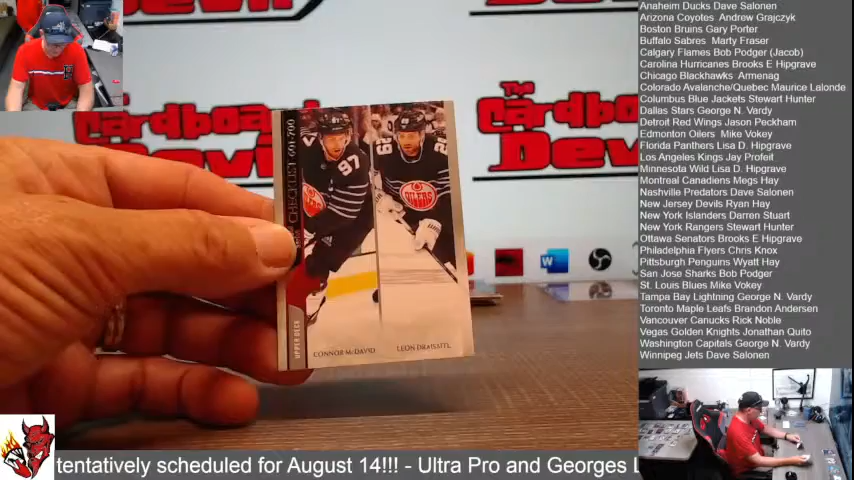 The
Cardboard
Devil
The
Cardboard
Devil
CHECKLIST 601-700
UPPER DECK
97
29
OILERS
CONNOR McDAVID
LEON DRAISAITL
W
tentatively scheduled for August 14!!! - Ultra Pro and Georges L
Anaheim Ducks Dave Salonen
Arizona Coyotes Andrew Grajczyk
Boston Bruins Gary Porter
Buffalo Sabres Marty Fraser
Calgary Flames Bob Podger (Jacob)
Carolina Hurricanes Brooks E Hipgrave
Chicago Blackhawks Armenag
Colorado Avalanche/Quebec Maurice Lalonde
Columbus Blue Jackets Stewart Hunter
Dallas Stars George N. Vardy
Detroit Red Wings Jason Peckham
Edmonton Oilers Mike Vokey
Florida Panthers Lisa D. Hipgrave
Los Angeles Kings Jay Profeit
Minnesota Wild Lisa D. Hipgrave
Montreal Canadiens Megs Hay
Nashville Predators Dave Salonen
New Jersey Devils Ryan Hay
New York Islanders Darren Stuart
New York Rangers Stewart Hunter
Ottawa Senators Brooks E Hipgrave
Philadelphia Flyers Chris Knox
Pittsburgh Penguins Wyatt Hay
San Jose Sharks Bob Podger
St. Louis Blues Mike Vokey
Tampa Bay Lightning George N. Vardy
Toronto Maple Leafs Brandon Andersen
Vancouver Canucks Rick Noble
Vegas Golden Knights Jonathan Quito
Washington Capitals George N. Vardy
Winnipeg Jets Dave Salonen